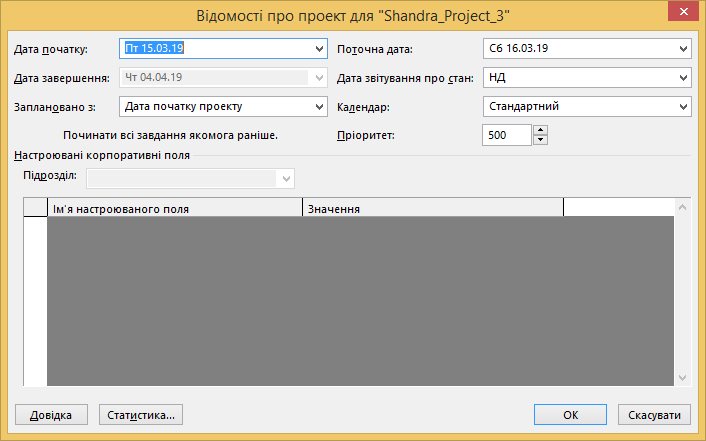 Відомості про проект для "Shandra_Project_3"
Дата початку: Пт 15.03.19 Поточна дата: Сб 16.03.19
Дата завершення: Чт 04.04.19 Дата звітування про стан: НД
Заплановано з: Дата початку проекту Календар: Стандартний
Починати всі завдання якомога раніше. Пріоритет: 500
Настроювані корпоративні поля
Підрозділ:
Ім'я настроюваного поля Значення
Довідка Статистика... ОК Скасувати